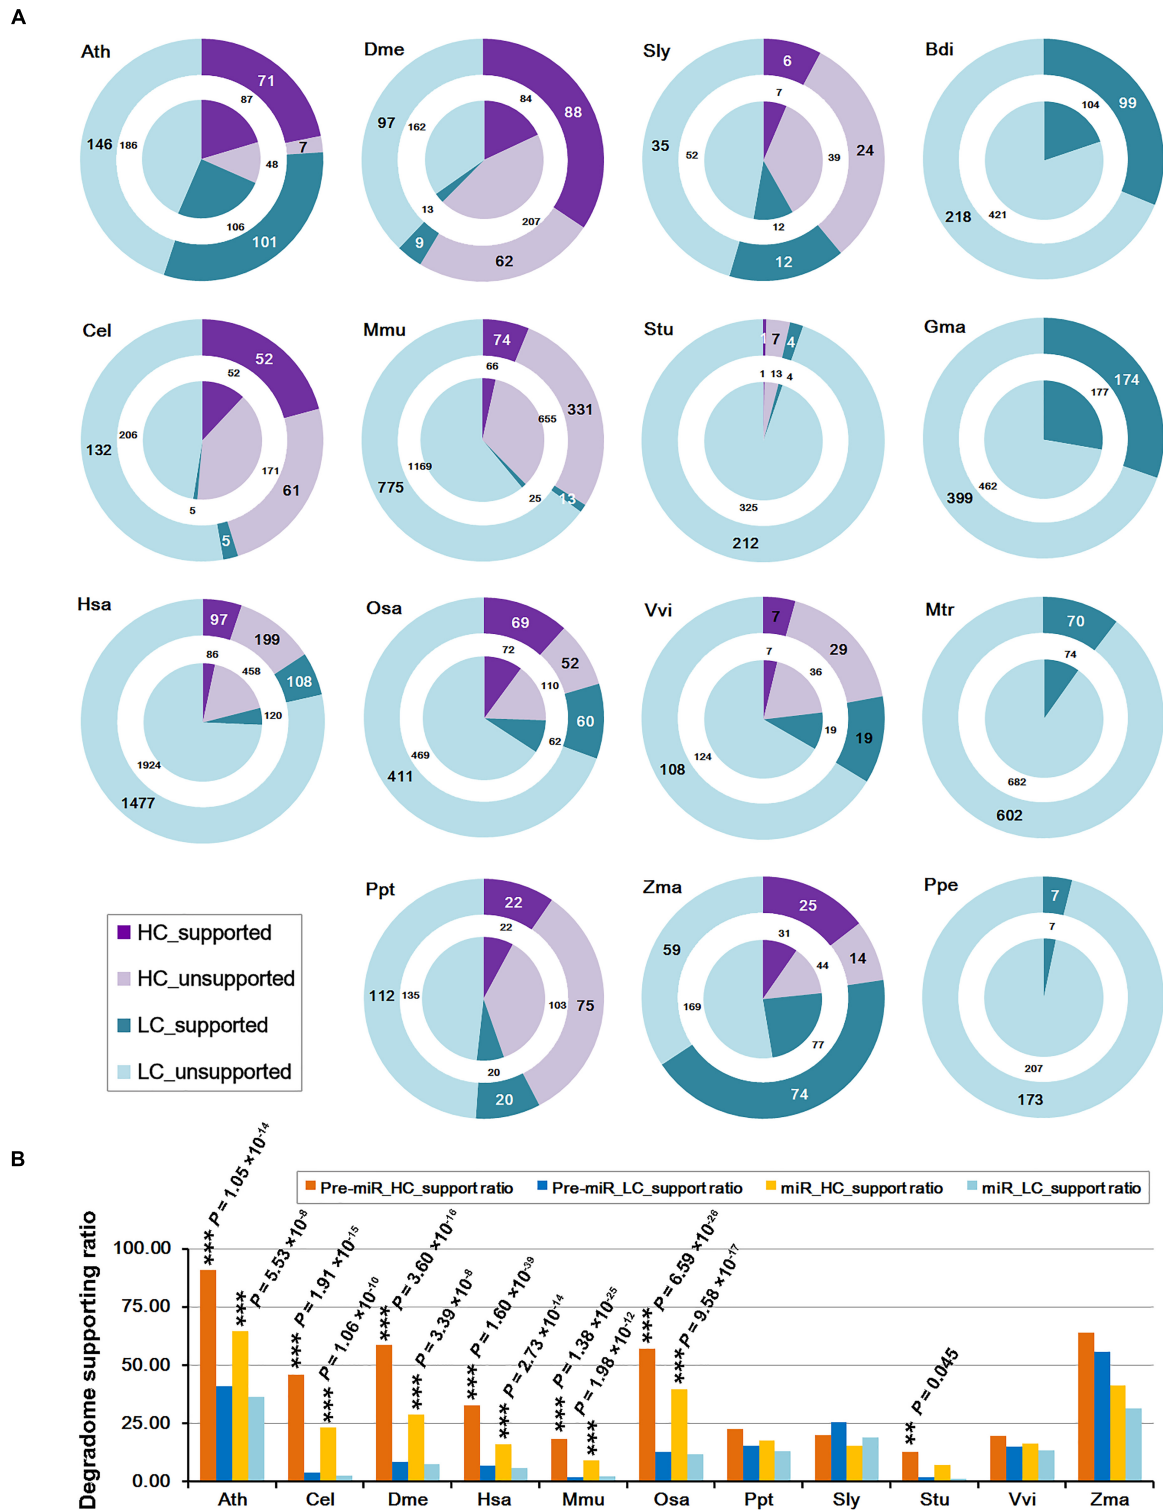 A
Ath
71
87
7
48
146
186
106
101
Dme
88
84
97
162
13
207
9
62
Sly
6
7
35
52
39
24
12
12
Bdi
104
99
218
421
Cel
52
52
132
206
171
61
5
5
Mmu
74
66
655
331
1169
775
25
13
Stu
1
7
4
1
13
4
325
212
Gma
177
174
462
399
Hsa
97
199
86
458
108
120
1924
1477
Osa
69
72
52
110
60
62
469
411
Vvi
7
7
29
36
19
19
124
108
Mtr
70
74
682
602
HC_supported
HC_unsupported
LC_supported
LC_unsupported
Ppt
22
22
112
135
103
75
20
20
Zma
25
31
59
44
14
169
77
74
Ppe
7
7
207
173
B
Pre-miR_HC_support ratio
Pre-miR_LC_support ratio
miR_HC_support ratio
miR_LC_support ratio
Degradome supporting ratio
100.00
75.00
50.00
25.00
0.00
*** P = 1.05 ×10-14
*** P = 5.53 ×10-8
*** P = 1.91 ×10-15
*** P = 1.06 ×10-10
*** P = 3.60 ×10-16
*** P = 3.39 ×10-8
*** P = 1.60 ×10-39
*** P = 2.73 ×10-14
*** P = 1.38 ×10-25
*** P = 1.98 ×10-12
*** P = 6.59 ×10-26
*** P = 9.58 ×10-17
** P = 0.045
Ath
Cel
Dme
Hsa
Mmu
Osa
Ppt
Sly
Stu
Vvi
Zma